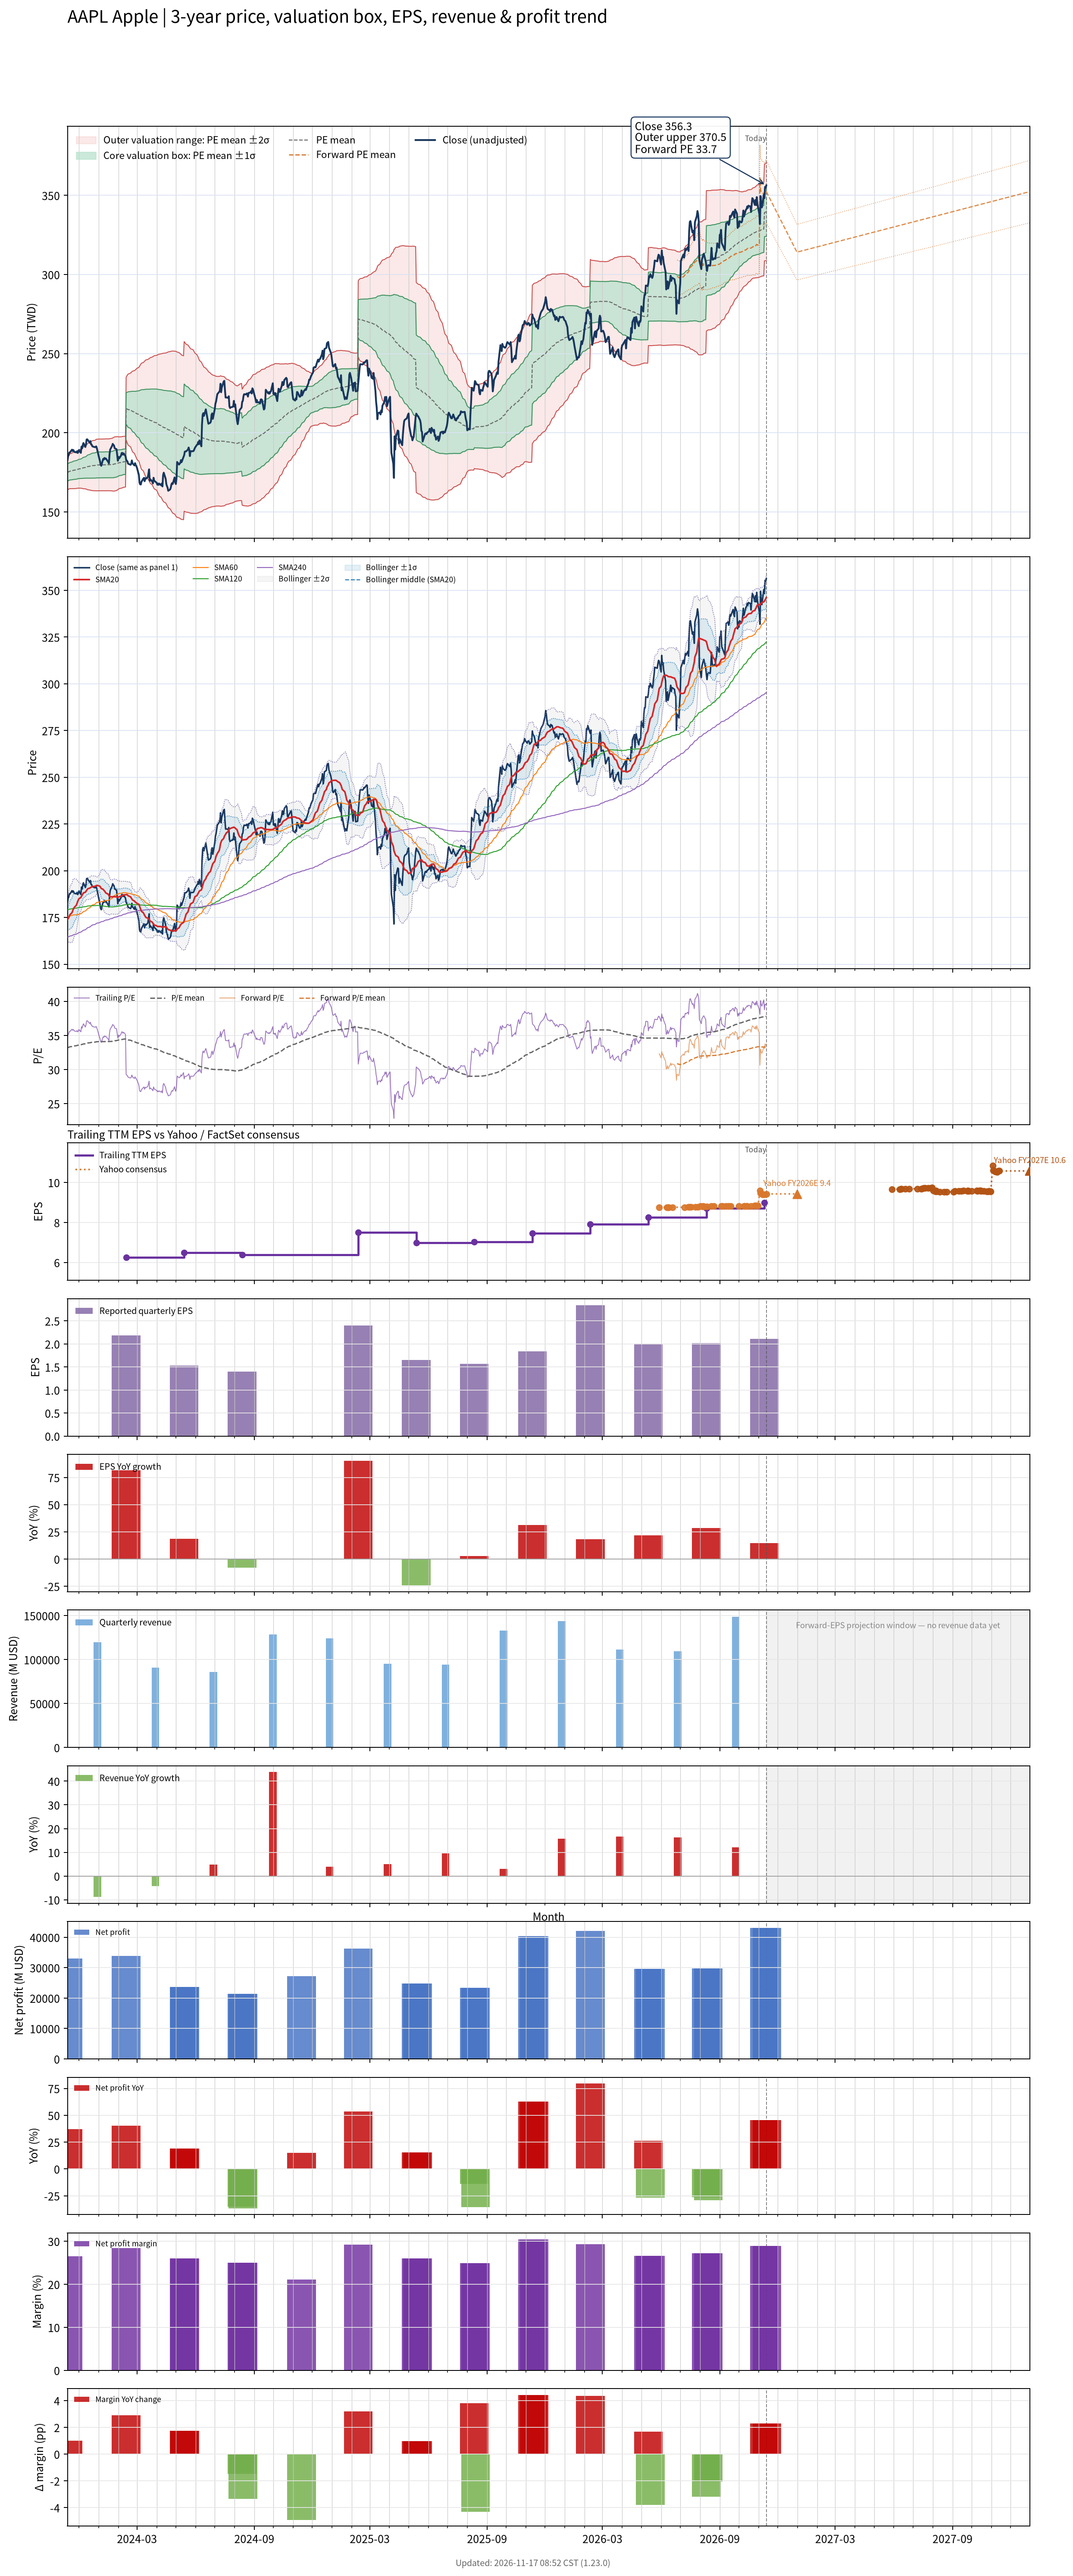 AAPL Apple | 3-year price, valuation box, EPS, revenue & profit trend
Close 356.3
Outer upper 370.5
Forward PE 33.7
Today
Outer valuation range: PE mean ±2σ
Core valuation box: PE mean ±1σ
PE mean
Forward PE mean
Close (unadjusted)
Price (TWD)
350
300
250
200
150
Close (same as panel 1)
SMA20
SMA60
SMA120
SMA240
Bollinger ±2σ
Bollinger ±1σ
Bollinger middle (SMA20)
Price
350
325
300
275
250
225
200
175
150
Trailing P/E
P/E mean
Forward P/E
Forward P/E mean
P/E
40
35
30
25
Trailing TTM EPS vs Yahoo / FactSet consensus
Trailing TTM EPS
Yahoo consensus
Today
Yahoo FY2026E 9.4
Yahoo FY2027E 10.6
EPS
10
8
6
Reported quarterly EPS
EPS
2.5
2.0
1.5
1.0
0.5
0.0
EPS YoY growth
YoY (%)
75
50
25
0
-25
Quarterly revenue
Forward-EPS projection window — no revenue data yet
Revenue (M USD)
150000
100000
50000
0
Revenue YoY growth
YoY (%)
40
30
20
10
0
-10
Month
Net profit
Net profit (M USD)
40000
30000
20000
10000
0
Net profit YoY
YoY (%)
75
50
25
0
-25
Net profit margin
Margin (%)
30
20
10
0
Margin YoY change
Δ margin (pp)
4
2
0
-2
-4
2024-03
2024-09
2025-03
2025-09
2026-03
2026-09
2027-03
2027-09
Updated: 2026-11-17 08:52 CST (1.23.0)